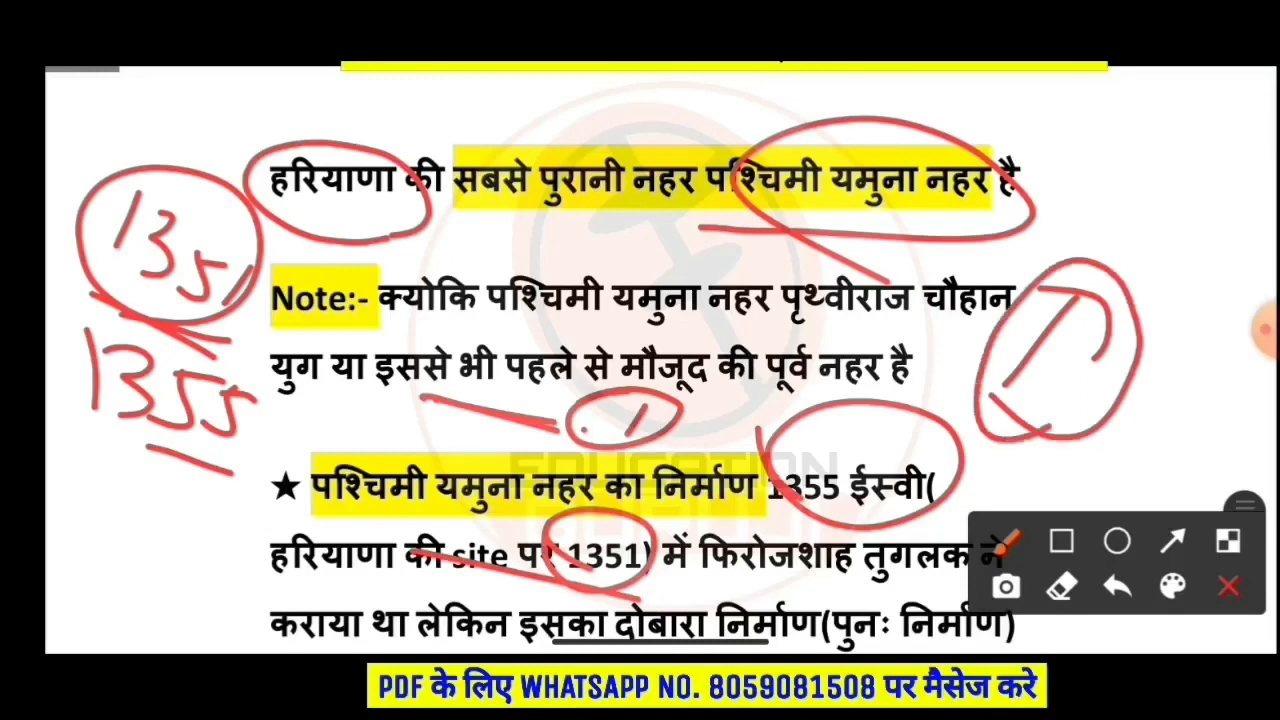 हरियाणा की सबसे पुरानी नहर पश्चिमी यमुना नहर है
1351
Note:- क्योकि पश्चिमी यमुना नहर पृथ्वीराज चौहान
1355
युग या इससे भी पहले से मौजूद की पूर्व नहर है
EDUCATION
★ पश्चिमी यमुना नहर का निर्माण 1355 ईस्वी(
हरियाणा की site पर 1351) में फिरोजशाह तुगलक ने
कराया था लेकिन इसका दोबारा निर्माण(पुनः निर्माण)
PDF के लिए WHATSAPP NO. 8059081508 पर मैसेज करे